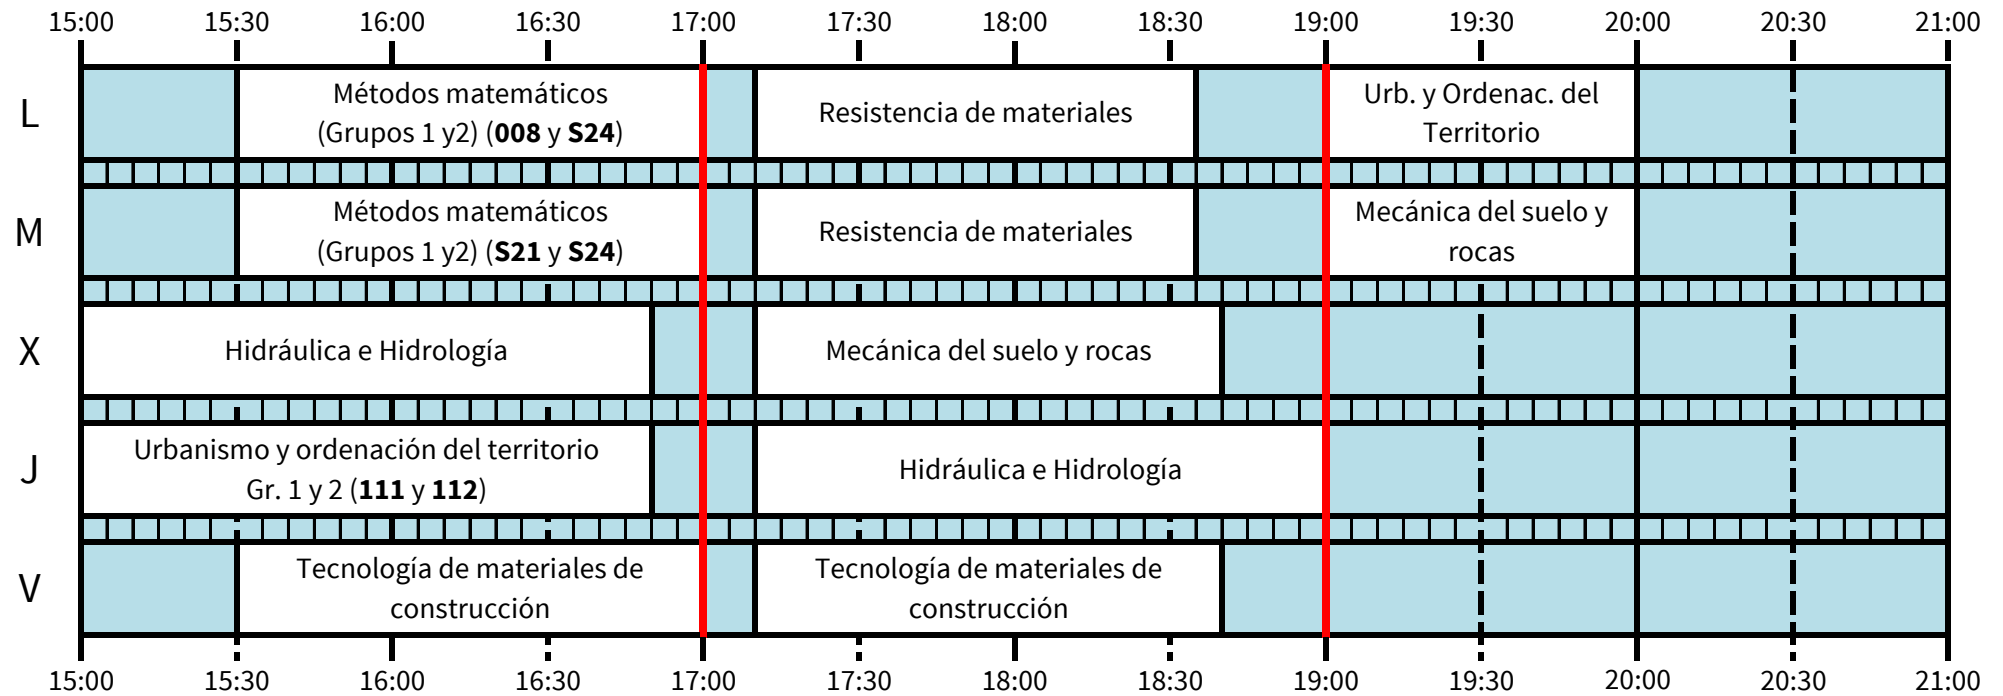 15:00 15:30 16:00 16:30 17:00 17:30 18:00 18:30 19:00 19:30 20:00 20:30 21:00
L
Métodos matemáticos
(Grupos 1 y2) (008 y S24)
Resistencia de materiales
Urb. y Ordenac. del
Territorio
M
Métodos matemáticos
(Grupos 1 y2) (S21 y S24)
Resistencia de materiales
Mecánica del suelo y
rocas
X
Hidráulica e Hidrología
Mecánica del suelo y rocas
J
Urbanismo y ordenación del territorio
Gr. 1 y 2 (111 y 112)
Hidráulica e Hidrología
V
Tecnología de materiales de
construcción
Tecnología de materiales de
construcción
15:00 15:30 16:00 16:30 17:00 17:30 18:00 18:30 19:00 19:30 20:00 20:30 21:00